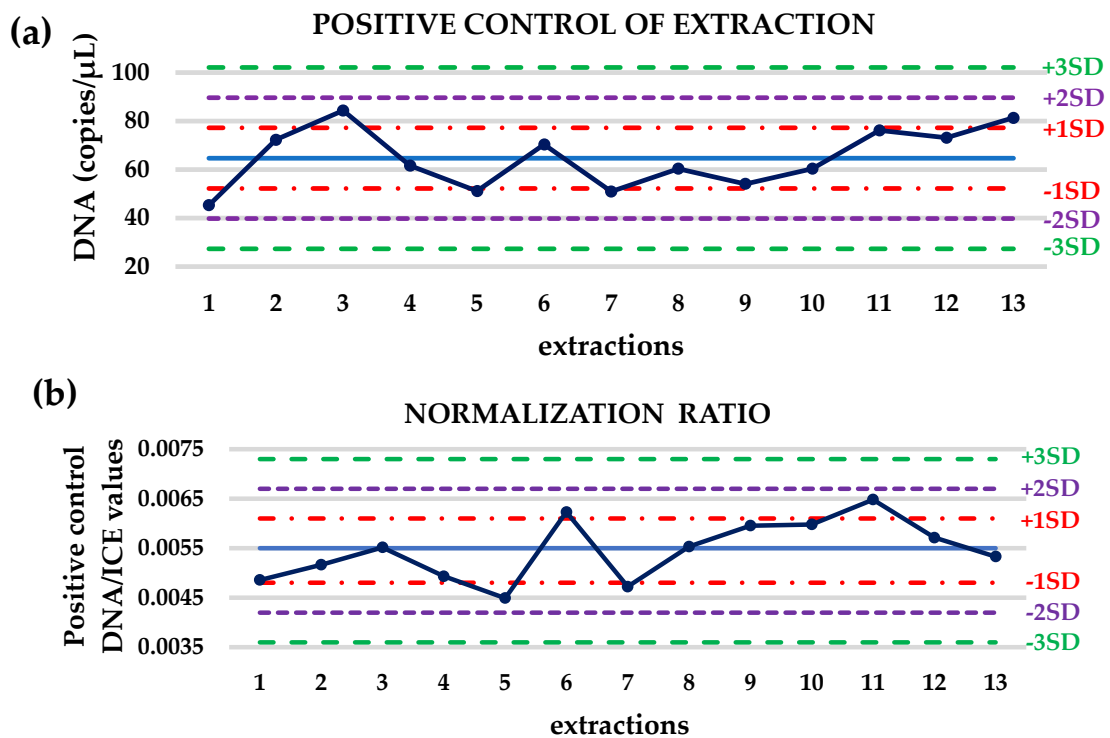 (a)
POSITIVE CONTROL OF EXTRACTION
DNA (copies/µL)
100
80
60
40
20
+3SD
+2SD
+1SD
-1SD
-2SD
-3SD
1 2 3 4 5 6 7 8 9 10 11 12 13
extractions
(b)
NORMALIZATION RATIO
Positive control
DNA/ICE values
0.0075
0.0065
0.0055
0.0045
0.0035
+3SD
+2SD
+1SD
-1SD
-2SD
-3SD
1 2 3 4 5 6 7 8 9 10 11 12 13
extractions